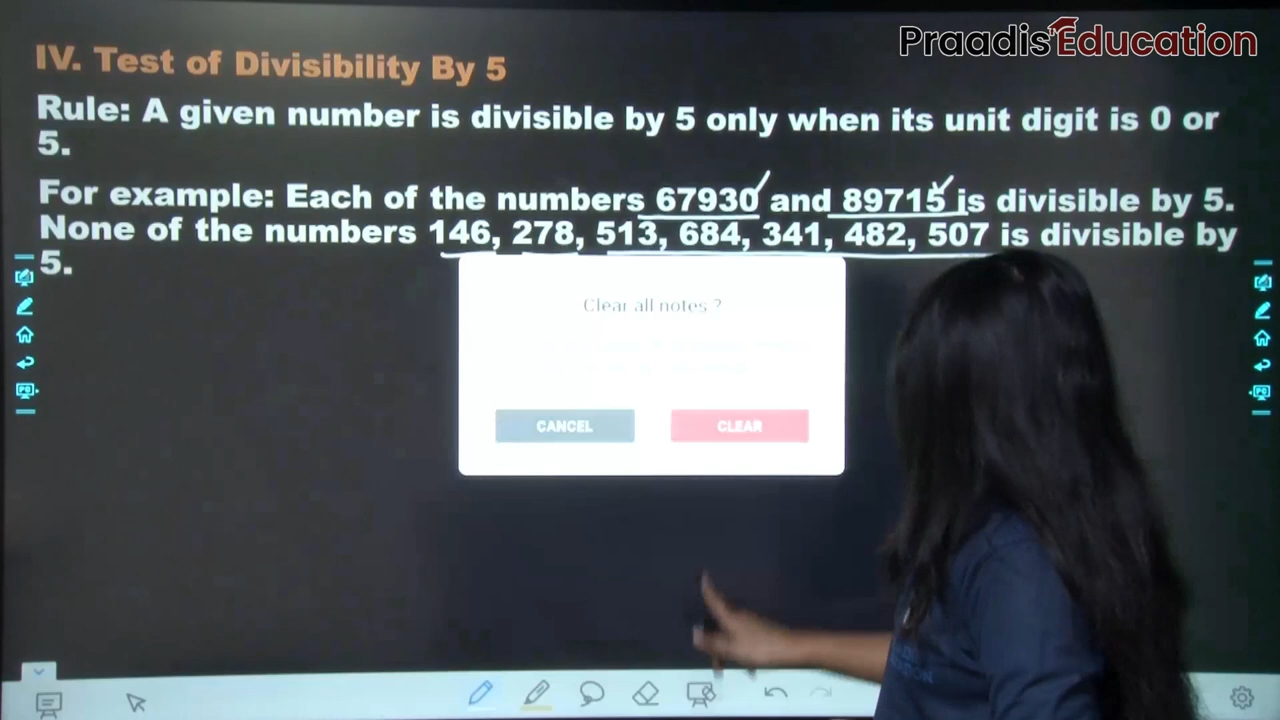 Praadis Education
IV. Test of Divisibility By 5
Rule: A given number is divisible by 5 only when its unit digit is 0 or
5.
For example: Each of the numbers 67930 and 89715 is divisible by 5.
None of the numbers 146, 278, 513, 684, 341, 482, 507 is divisible by
5.
Clear all notes ?
CANCEL
CLEAR